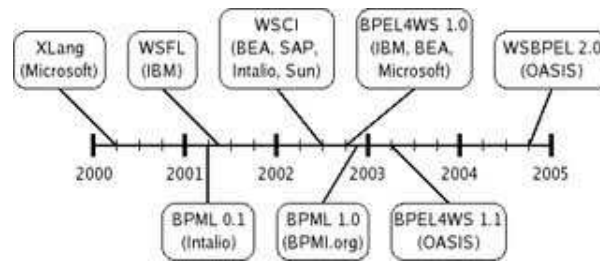 XLang
(Microsoft)
WSFL
(IBM)
WSCI
(BEA, SAP,
Intalio, Sun)
BPEL4WS 1.0
(IBM, BEA,
Microsoft)
WSBPEL 2.0
(OASIS)
2000
2001
2002
2003
2004
2005
BPML 0.1
(Intalio)
BPML 1.0
(BPMI.org)
BPEL4WS 1.1
(OASIS)